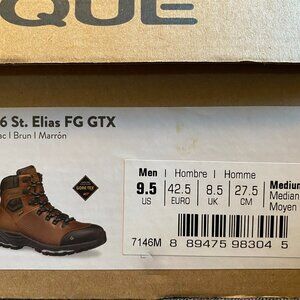 QUE
6 St. Elias FG GTX
ac | Brun | Marrón
GORE-TEX
Men | Hombre | Homme
9.5 42.5 8.5 27.5 Medium
US EURO UK CM Median
Moyen
7146M 8 89475 98304 5